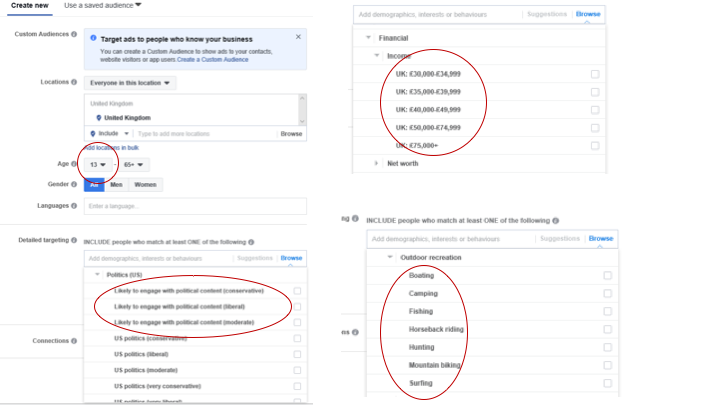 Create new
Use a saved audience
Custom Audiences
Target ads to people who know your business
You can create a Custom Audience to show ads to your contacts,
website visitors or app users. Create a Custom Audience
Locations
Everyone in this location
United Kingdom
United Kingdom
Include
Type to add more locations
Browse
Add locations in bulk
Age
13 - 65+
Gender
All Men Women
Languages
Enter a language...
Detailed targeting
INCLUDE people who match at least ONE of the following
Add demographics, interests or behaviours
Suggestions
Browse
Politics (US)
Likely to engage with political content (conservative)
Likely to engage with political content (liberal)
Likely to engage with political content (moderate)
Connections
US politics (conservative)
US politics (liberal)
US politics (moderate)
US politics (very conservative)
US politics (very liberal)
Add demographics, interests or behaviours
Suggestions
Browse
Financial
Income
UK: £30,000-£34,999
UK: £35,000-£39,999
UK: £40,000-£49,999
UK: £50,000-£74,999
UK: £75,000+
Net worth
ng
INCLUDE people who match at least ONE of the following
Add demographics, interests or behaviours
Suggestions
Browse
Outdoor recreation
Boating
Camping
Fishing
ns
Horseback riding
Hunting
Mountain biking
Surfing